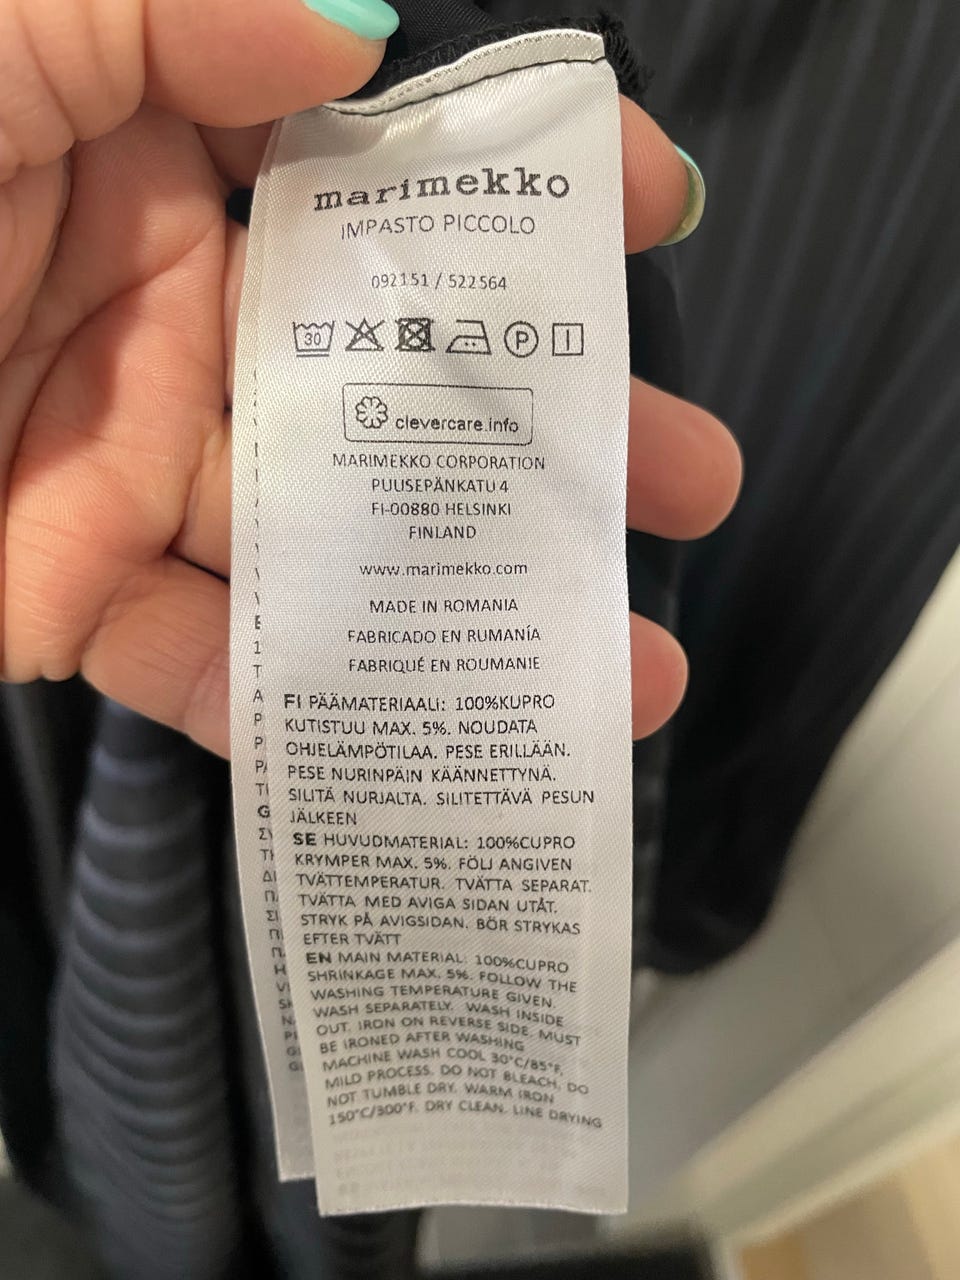 marimekko
IMPASTO PICCOLO
092151 / 522564
30 P
clevercare.info
MARIMEKKO CORPORATION
PUUSEPÄNKATU 4
FI-00880 HELSINKI
FINLAND
www.marimekko.com
MADE IN ROMANIA
FABRICADO EN RUMANÍA
FABRIQUÉ EN ROUMANIE
FI PÄÄMATERIAALI: 100%KUPRO
KUTISTUU MAX. 5%. NOUDATA
OHJELÄMPÖTILAA. PESE ERILLÄÄN.
PESE NURINPÄIN KÄÄNNETTYNÄ.
SILITÄ NURJALTA. SILITETTÄVÄ PESUN
JÄLKEEN
SE HUVUDMATERIAL: 100%CUPRO
KRYMPER MAX. 5%. FÖLJ ANGIVEN
TVÄTTEMPERATUR. TVÄTTA SEPARAT.
TVÄTTA MED AVIGA SIDAN UTÅT.
STRYK PÅ AVIGSIDAN. BÖR STRYKAS
EFTER TVÄTT
EN MAIN MATERIAL: 100%CUPRO
SHRINKAGE MAX. 5%. FOLLOW THE
WASHING TEMPERATURE GIVEN.
WASH SEPARATELY. WASH INSIDE
OUT. IRON ON REVERSE SIDE. MUST
BE IRONED AFTER WASHING
MACHINE WASH COOL 30°C/85°F,
MILD PROCESS. DO NOT BLEACH. DO
NOT TUMBLE DRY. WARM IRON
150°C/300°F. DRY CLEAN. LINE DRYING